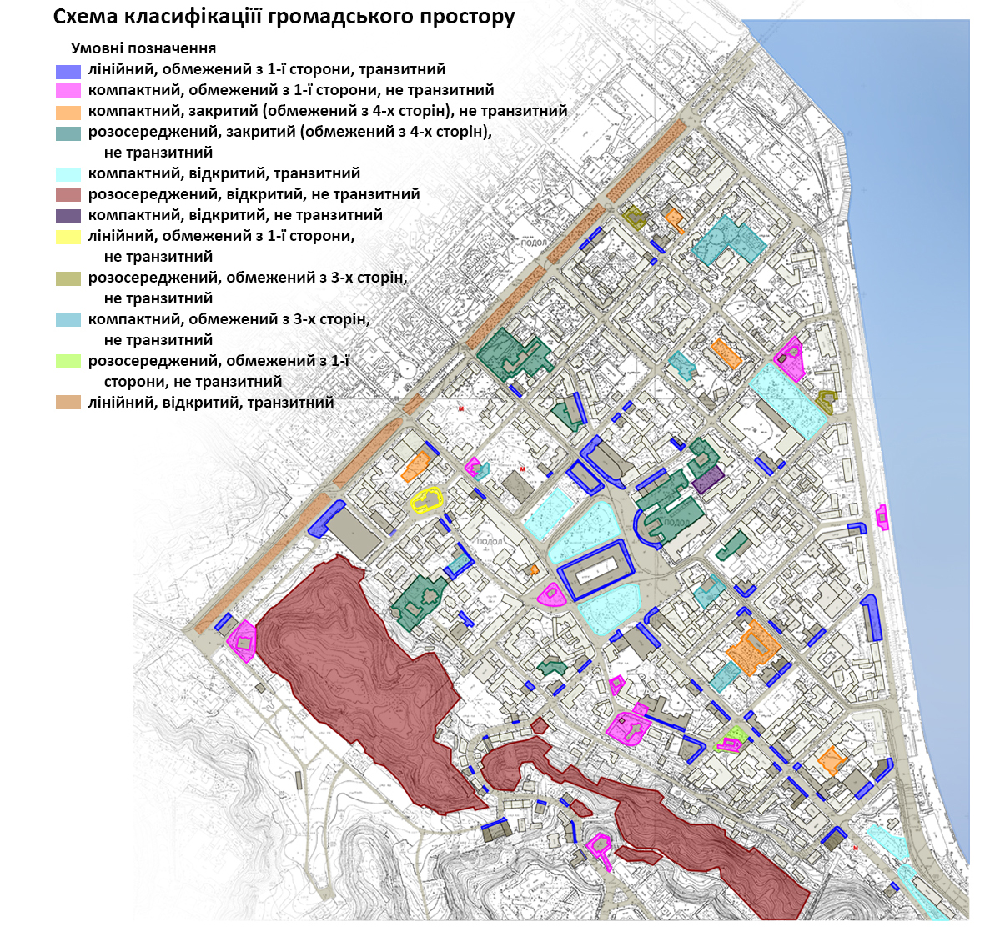 Схема класифікаціїї громадського простору
Умовні позначення
лінійний, обмежений з 1-ї сторони, транзитний
компактний, обмежений з 1-ї сторони, не транзитний
компактний, закритий (обмежений з 4-х сторін), не транзитний
розосереджений, закритий (обмежений з 4-х сторін),
не транзитний
компактний, відкритий, транзитний
розосереджений, відкритий, не транзитний
компактний, відкритий, не транзитний
лінійний, обмежений з 1-ї сторони,
не транзитний
розосереджений, обмежений з 3-х сторін,
не транзитний
компактний, обмежений з 3-х сторін,
не транзитний
розосереджений, обмежений з 1-ї
сторони, не транзитний
лінійний, відкритий, транзитний
ПОДОЛ
М
М
ПОДОЛ
ПОДОЛ
М